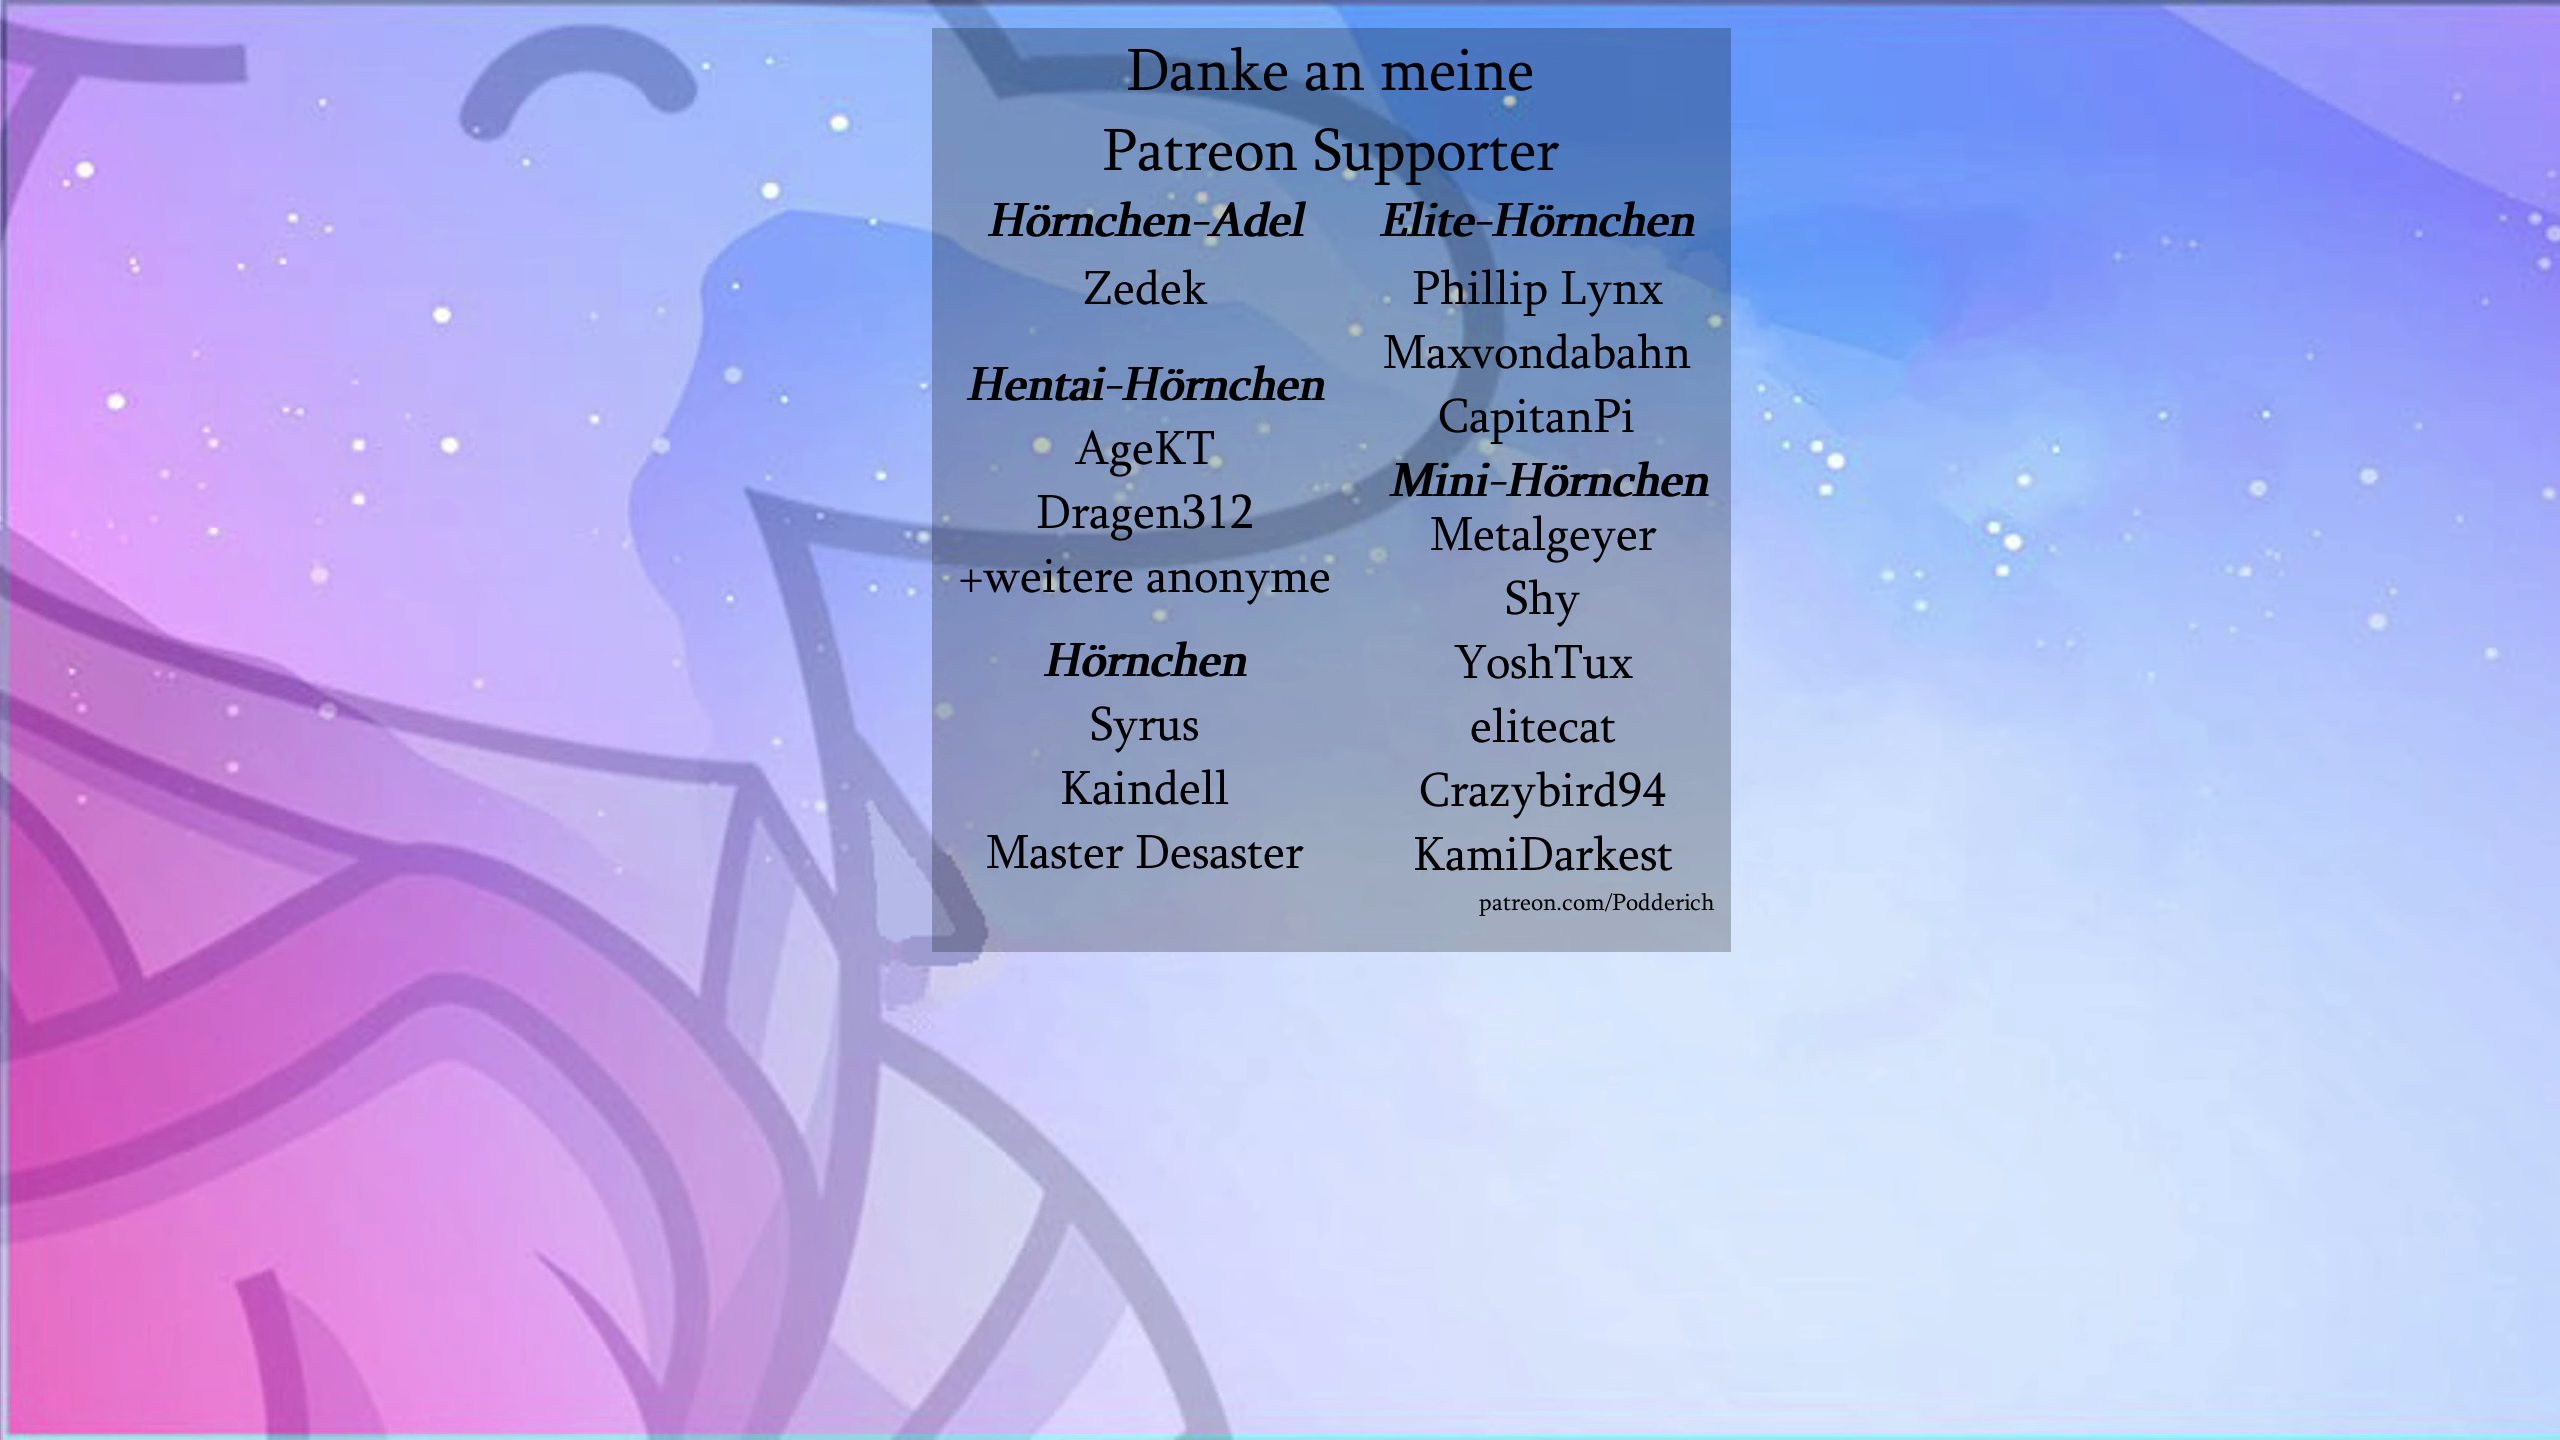 Danke an meine
Patreon Supporter
Hörnchen-Adel
Zedek
Hentai-Hörnchen
AgeKT
Dragen312
+weitere anonyme
Hörnchen
Syrus
Kaindell
Master Desaster
Elite-Hörnchen
Phillip Lynx
Maxvondabahn
CapitanPi
Mini-Hörnchen
Metalgeyer
Shy
YoshTux
elitecat
Crazybird94
KamiDarkest
patreon.com/Podderich